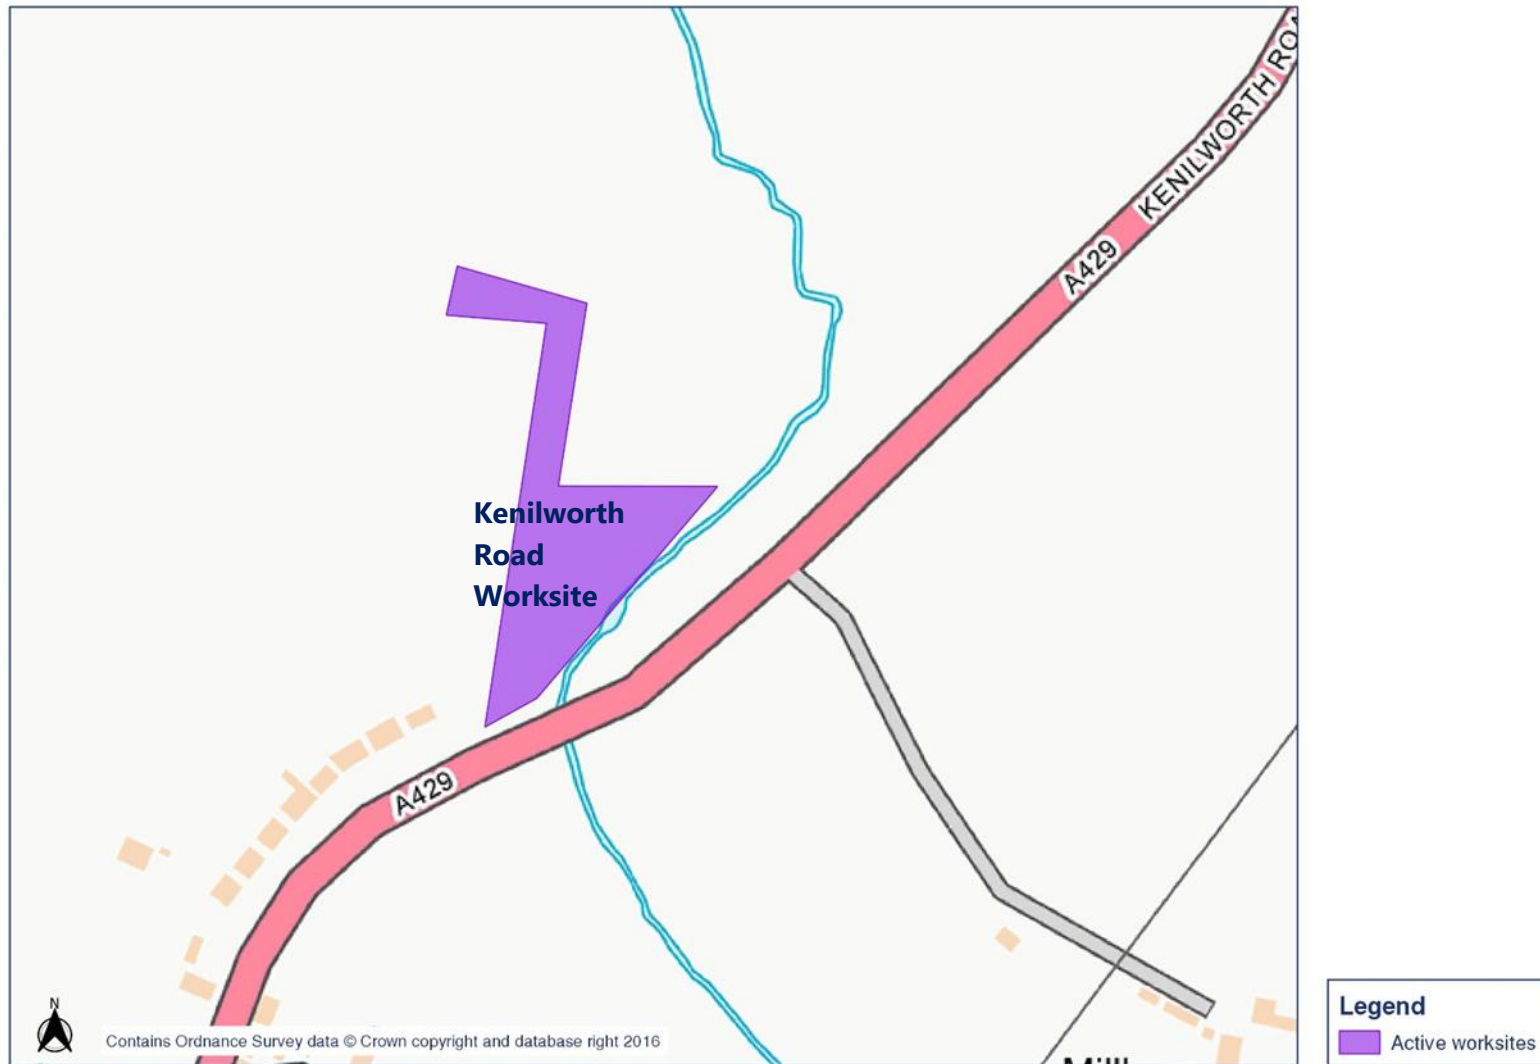 KENILWORTH ROA
A429
Kenilworth
Road
Worksite
A429
N
Contains Ordnance Survey data © Crown copyright and database right 2016
Legend
Active worksites